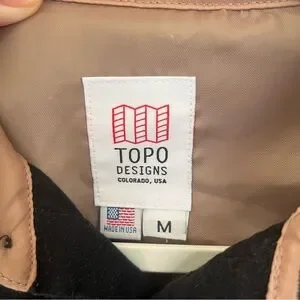 TOPO
DESIGNS
COLORADO, USA
MADE IN USA
M